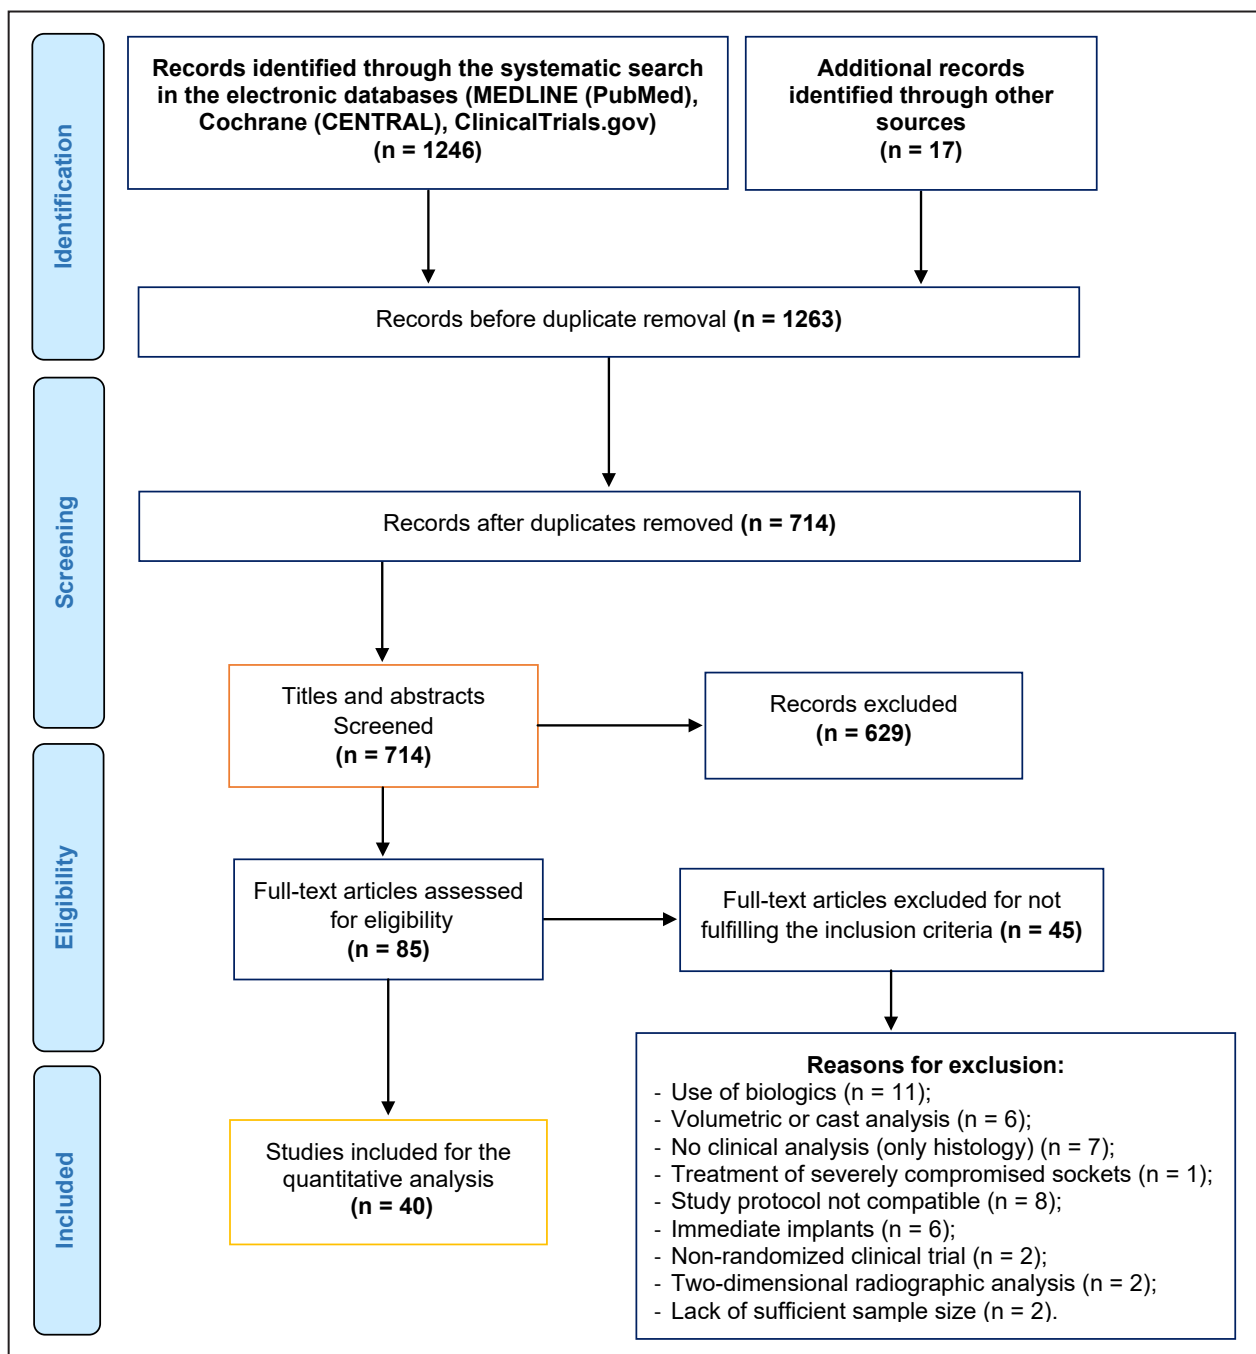 Identification
Records identified through the systematic search
in the electronic databases (MEDLINE (PubMed),
Cochrane (CENTRAL), ClinicalTrials.gov)
(n = 1246)
Additional records
identified through other
sources
(n = 17)
Records before duplicate removal (n = 1263)
Screening
Records after duplicates removed (n = 714)
Titles and abstracts
Screened
(n = 714)
Records excluded
(n = 629)
Eligibility
Full-text articles assessed
for eligibility
(n = 85)
Full-text articles excluded for not
fulfilling the inclusion criteria (n = 45)
Reasons for exclusion:
- Use of biologics (n = 11);
- Volumetric or cast analysis (n = 6);
- No clinical analysis (only histology) (n = 7);
- Treatment of severely compromised sockets (n = 1);
- Study protocol not compatible (n = 8);
- Immediate implants (n = 6);
- Non-randomized clinical trial (n = 2);
- Two-dimensional radiographic analysis (n = 2);
- Lack of sufficient sample size (n = 2).
Included
Studies included for the
quantitative analysis
(n = 40)